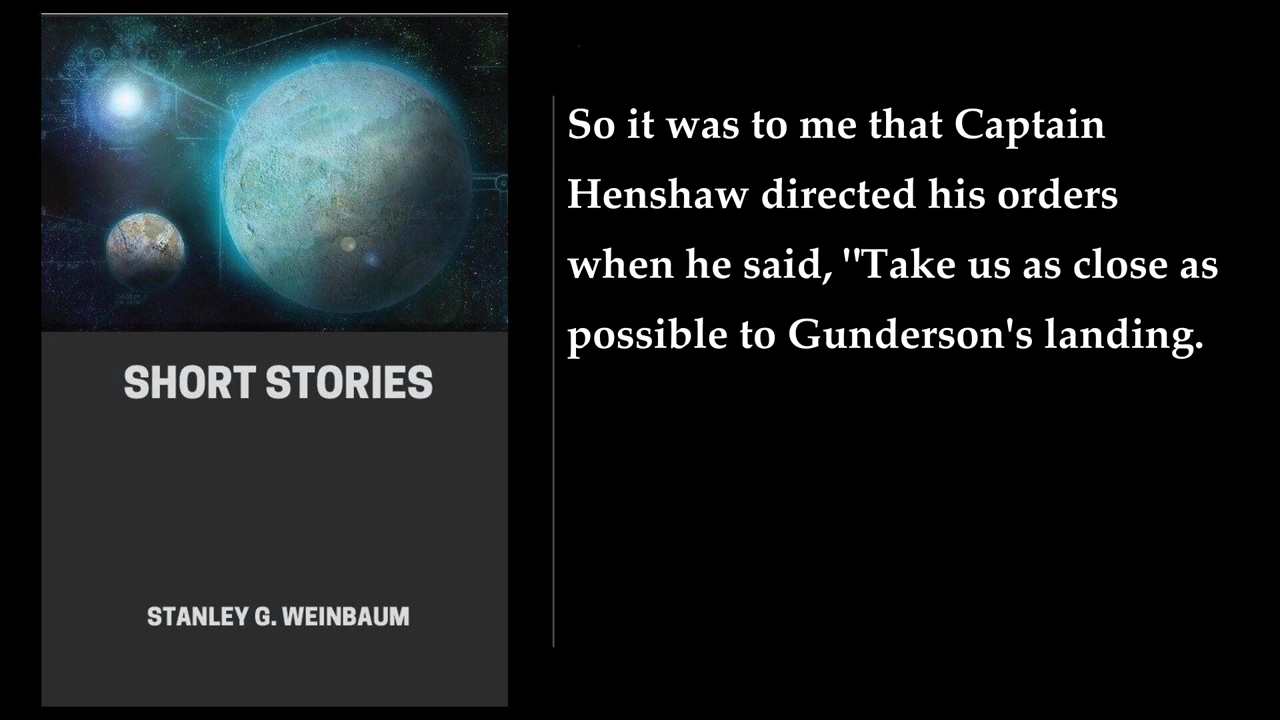 SHORT STORIES
STANLEY G. WEINBAUM
So it was to me that Captain
Henshaw directed his orders
when he said, "Take us as close as
possible to Gunderson's landing.